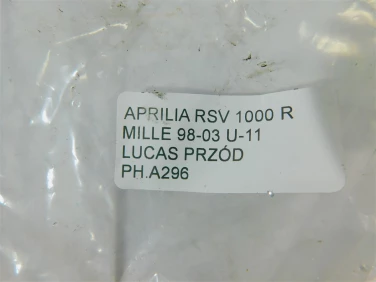 APRILIA RSV 1000 R
MILLE 98-03 U-11
LUCAS PRZÓD
PH.A296